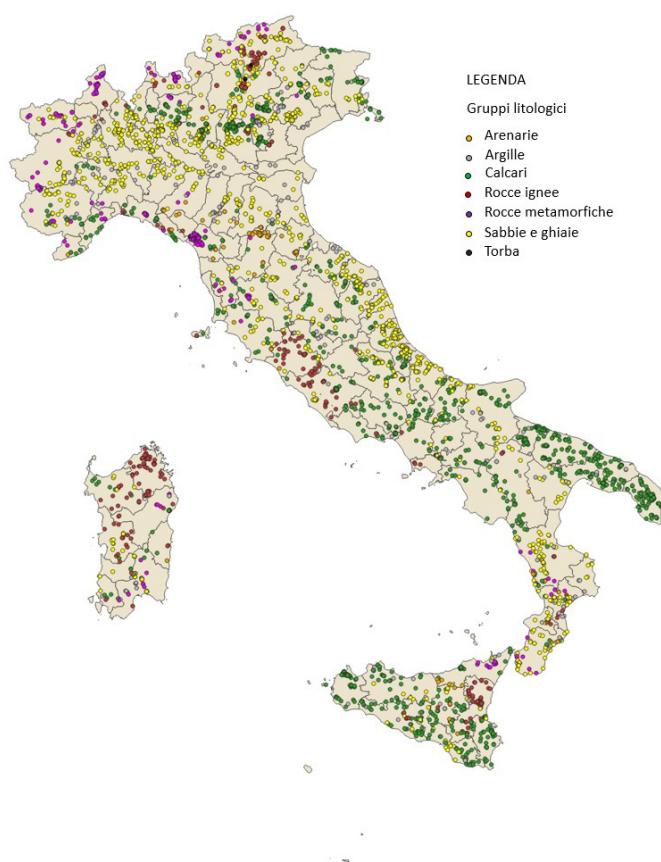 LEGENDA
Gruppi litologici
Arenarie
Argille
Calcari
Rocce ignee
Rocce metamorfiche
Sabbie e ghiaie
Torba